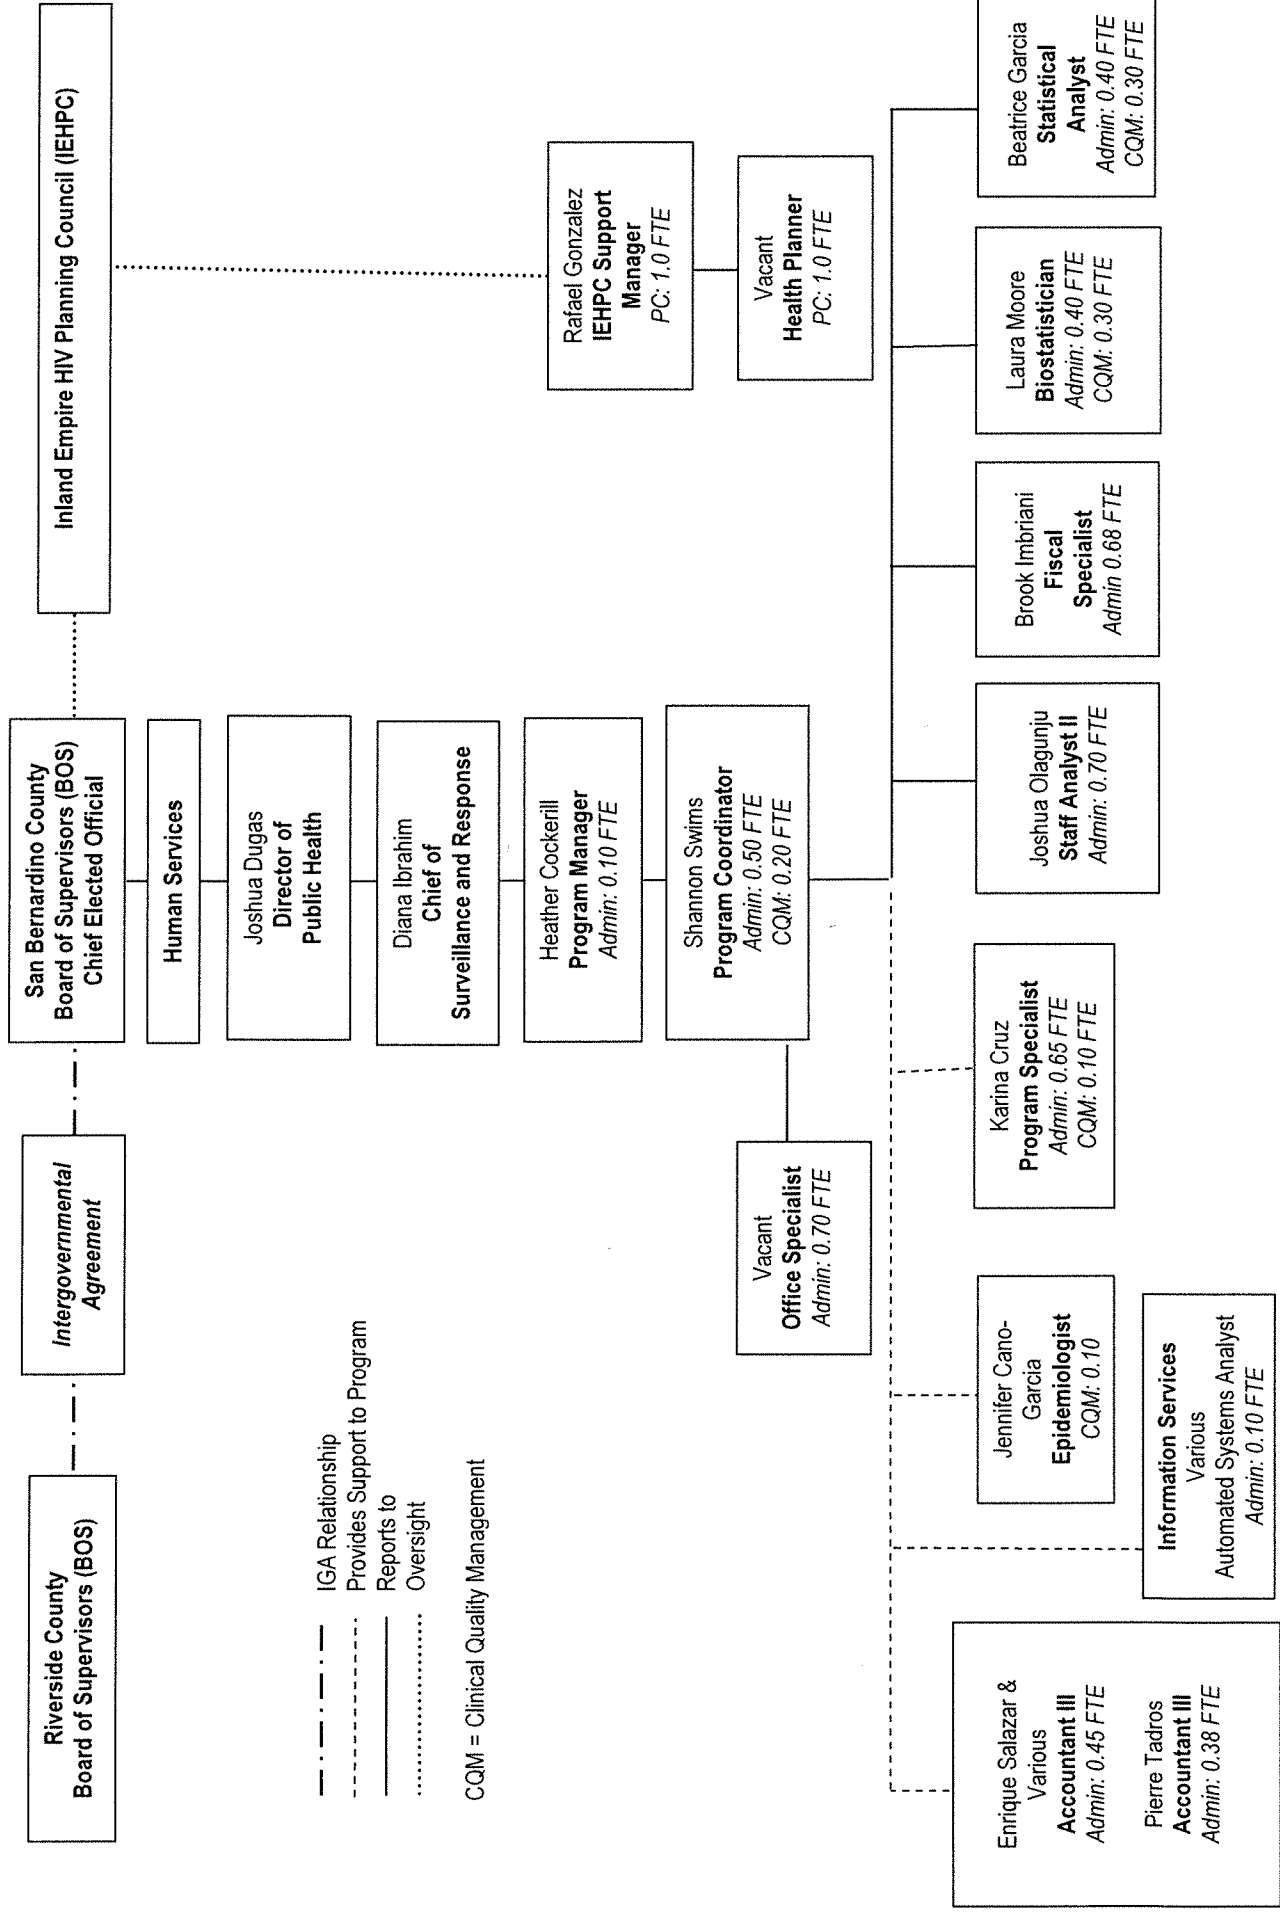 Riverside County
Board of Supervisors (BOS)
Intergovernmental
Agreement
San Bernardino County
Board of Supervisors (BOS)
Chief Elected Official
Inland Empire HIV Planning Council (IEHPC)
Human Services
Joshua Dugas
Director of
Public Health
Diana Ibrahim
Chief of
Surveillance and Response
Heather Cockerill
Program Manager
Admin: 0.10 FTE
Shannon Swims
Program Coordinator
Admin: 0.50 FTE
CQM: 0.20 FTE
Rafael Gonzalez
IEHPC Support
Manager
PC: 1.0 FTE
Vacant
Health Planner
PC: 1.0 FTE
IGA Relationship
Provides Support to Program
Reports to
Oversight
CQM = Clinical Quality Management
Vacant
Office Specialist
Admin: 0.70 FTE
Enrique Salazar &
Various
Accountant III
Admin: 0.45 FTE
Pierre Tadros
Accountant III
Admin: 0.38 FTE
Information Services
Various
Automated Systems Analyst
Admin: 0.10 FTE
Jennifer Cano-
Garcia
Epidemiologist
CQM: 0.10
Karina Cruz
Program Specialist
Admin: 0.65 FTE
CQM: 0.10 FTE
Joshua Olagunju
Staff Analyst II
Admin: 0.70 FTE
Brook Imbriani
Fiscal
Specialist
Admin 0.68 FTE
Laura Moore
Biostatistician
Admin: 0.40 FTE
CQM: 0.30 FTE
Beatrice Garcia
Statistical
Analyst
Admin: 0.40 FTE
CQM: 0.30 FTE